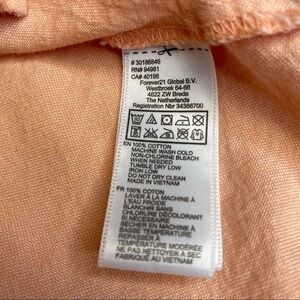 # 30186846
RN# 94981
CA# 40198
Forever21 Global B.V.
Westbroek 64-66
4822 ZW Breda
The Netherlands
Registration Nbr 34386700
EN 100% COTTON
MACHINE WASH COLD
NON-CHLORINE BLEACH
WHEN NEEDED
TUMBLE DRY LOW
IRON LOW
DO NOT DRY CLEAN
MADE IN VIETNAM
FR 100% COTON
LAVER À LA MACHINE À
L'EAU FROIDE
BLANCHIR SANS
CHLORURE DÉCOLORANT
SI NÉCESSAIRE
SÉCHER EN MACHINE À
BASSE TEMPÉRATURE
REPASSER À
TEMPÉRATURE MODÉRÉE
NE PAS NETTOYER À SEC
FABRIQUÉ AU VIETNAM